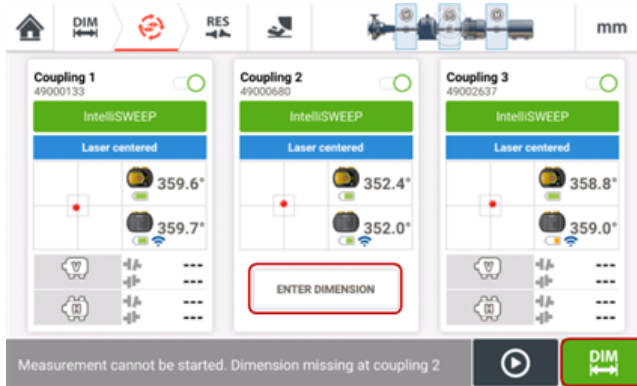 DIM
RES
mm
Coupling 1
49000133
IntelliSWEEP
Laser centered
359.6°
359.7°
V
---
---
H
---
---
Coupling 2
49000680
IntelliSWEEP
Laser centered
352.4°
352.0°
ENTER DIMENSION
Coupling 3
49002637
IntelliSWEEP
Laser centered
358.8°
359.0°
V
---
---
H
---
---
Measurement cannot be started. Dimension missing at coupling 2
DIM